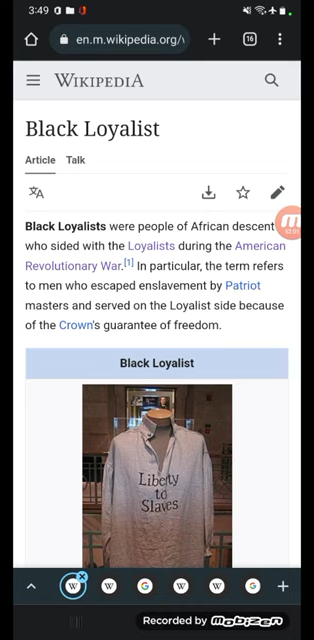 3:49
en.m.wikipedia.org/
16
WIKIPEDIA
Black Loyalist
Article Talk
Black Loyalists were people of African descent
who sided with the Loyalists during the American
Revolutionary War.[1] In particular, the term refers
to men who escaped enslavement by Patriot
masters and served on the Loyalist side because
of the Crown's guarantee of freedom.
Black Loyalist
Liberty
to
Slaves
Recorded by Mobizen